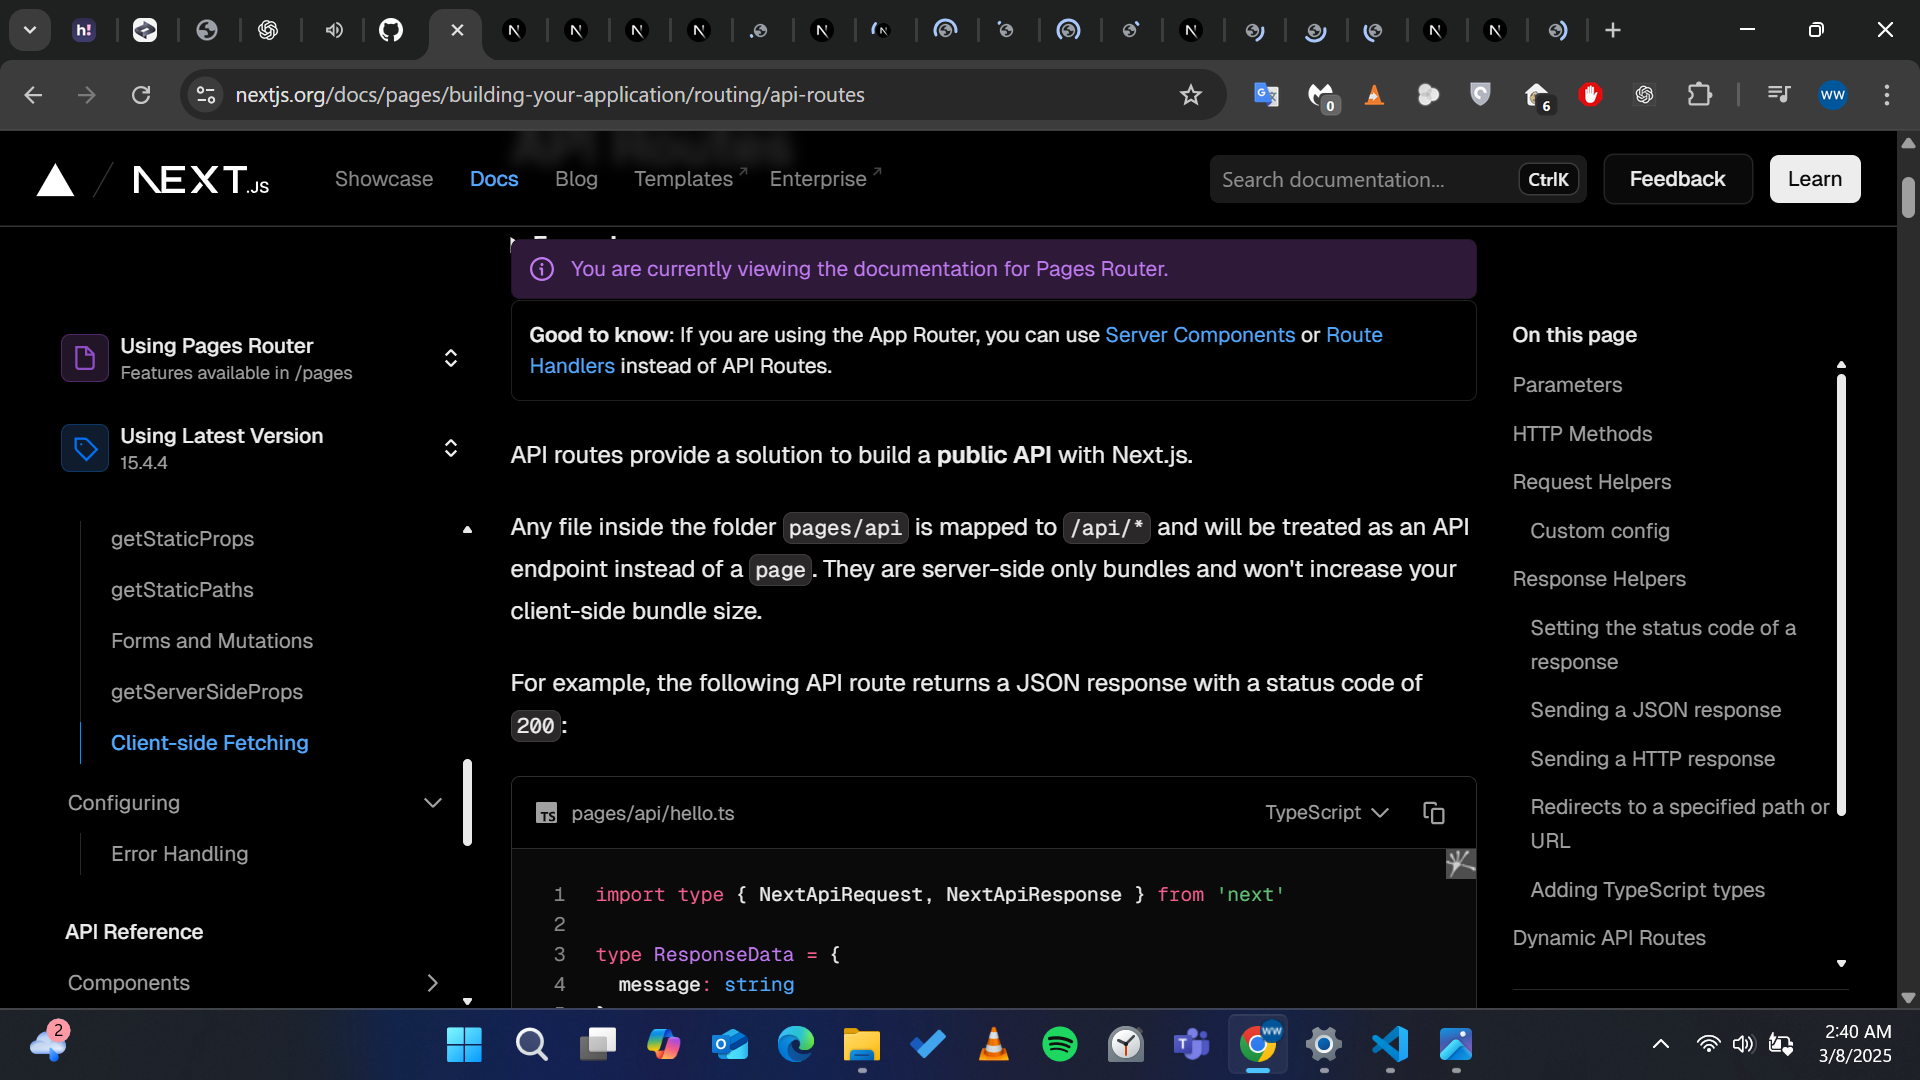 h!
nextjs.org/docs/pages/building-your-application/routing/api-routes
0
6
WW
API Routes
NEXT.JS
Showcase
Docs
Blog
Templates
Enterprise
Search documentation...
CtrlK
Feedback
Learn
You are currently viewing the documentation for Pages Router.
Good to know: If you are using the App Router, you can use Server Components or Route
Handlers instead of API Routes.
Using Pages Router
Features available in /pages
Using Latest Version
15.4.4
getStaticProps
getStaticPaths
Forms and Mutations
getServerSideProps
Client-side Fetching
Configuring
Error Handling
API Reference
Components
API routes provide a solution to build a public API with Next.js.
Any file inside the folder pages/api is mapped to /api/* and will be treated as an API
endpoint instead of a page. They are server-side only bundles and won't increase your
client-side bundle size.
For example, the following API route returns a JSON response with a status code of
200:
TS pages/api/hello.ts
TypeScript
1 import type { NextApiRequest, NextApiResponse } from 'next'
2
3 type ResponseData = {
4 message: string
On this page
Parameters
HTTP Methods
Request Helpers
Custom config
Response Helpers
Setting the status code of a
response
Sending a JSON response
Sending a HTTP response
Redirects to a specified path or
URL
Adding TypeScript types
Dynamic API Routes
2
WW
2:40 AM
3/8/2025